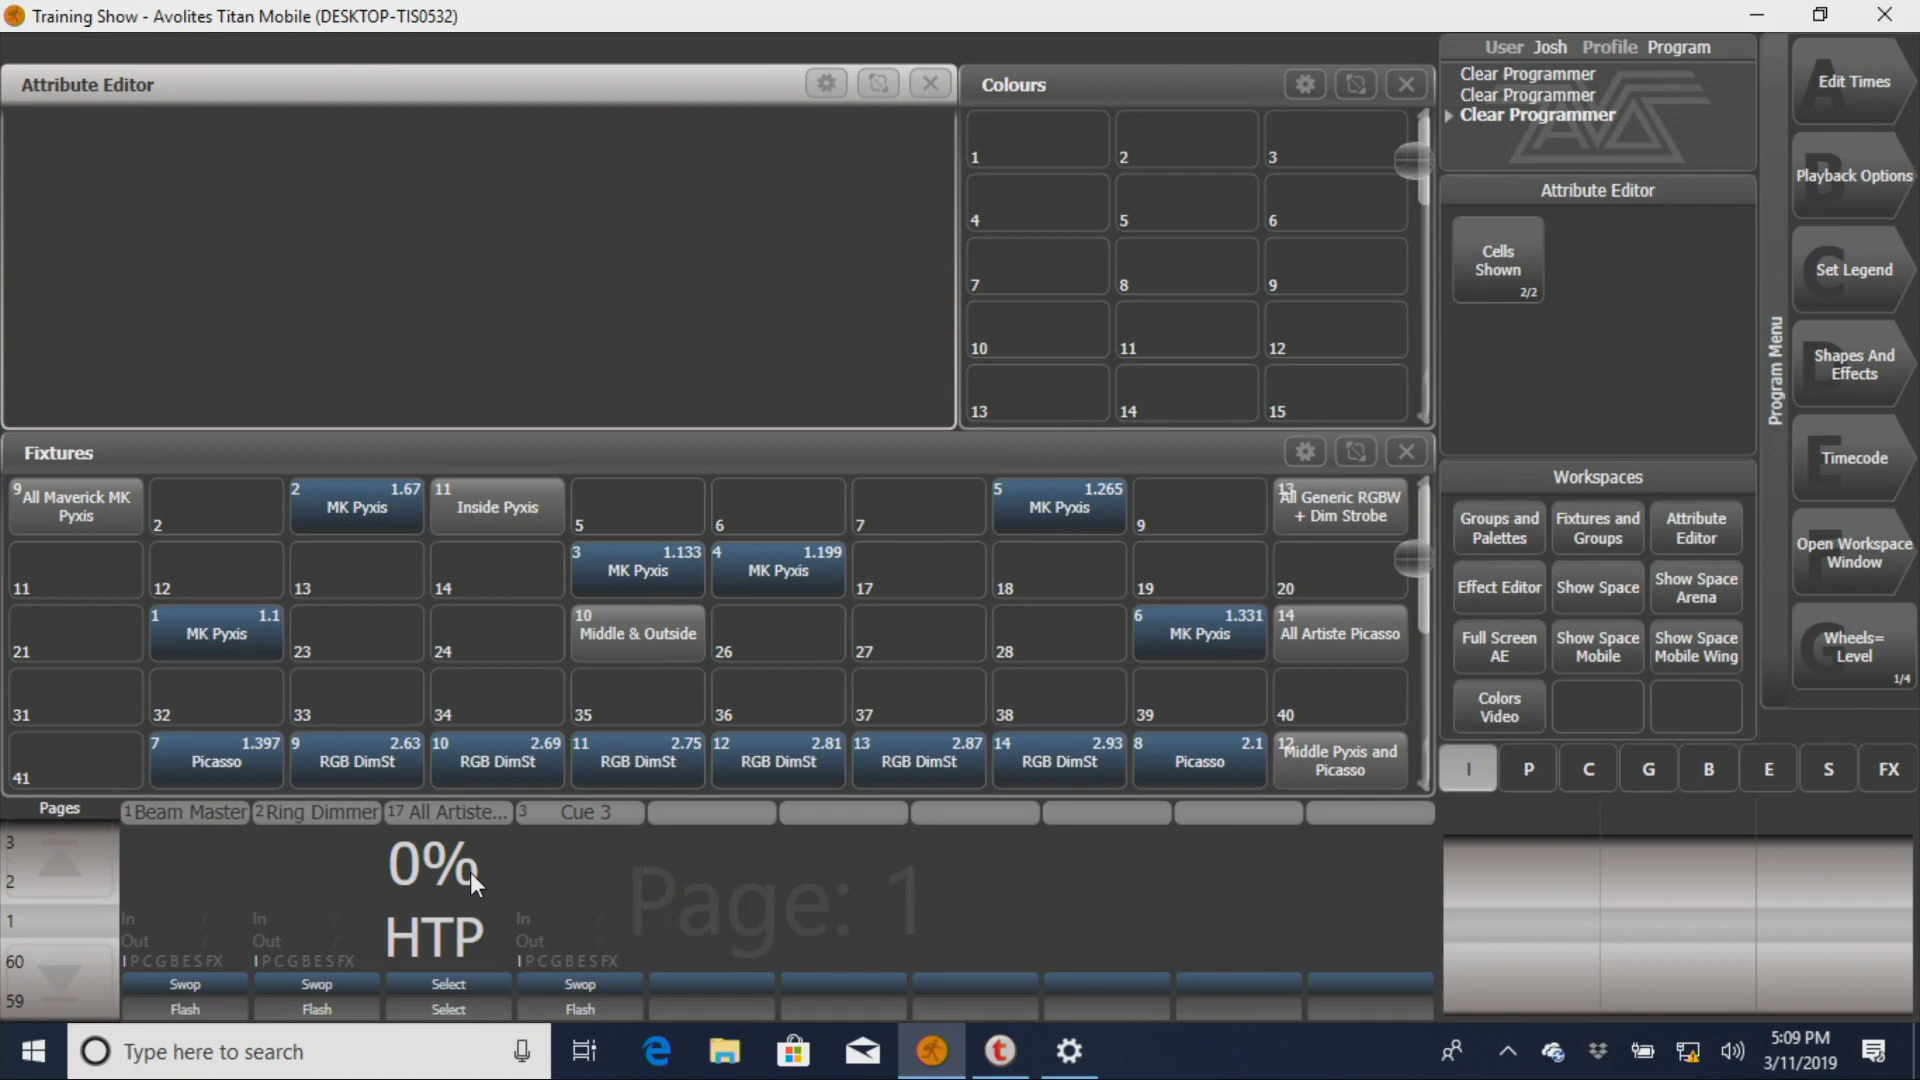 Training Show - Avolites Titan Mobile (DESKTOP-TIS0532)
Attribute Editor
Colours
1
2
3
4
5
6
7
8
9
10
11
12
13
14
15
User Josh Profile Program
Clear Programmer
Clear Programmer
Clear Programmer
Attribute Editor
Cells
Shown
2/2
Program Menu
A
Edit Times
B
Playback Options
C
Set Legend
D
Shapes And
Effects
E
Timecode
F
Open Workspace
Window
G
Wheels=
Level
1/4
Fixtures
9
All Maverick MK
Pyxis
2
2 1.67
MK Pyxis
11
Inside Pyxis
5
6
7
5 1.265
MK Pyxis
9
13
All Generic RGBW
+ Dim Strobe
11
12
13
14
3 1.133
MK Pyxis
4 1.199
MK Pyxis
17
18
19
20
21
1 1.1
MK Pyxis
23
24
10
Middle & Outside
26
27
28
6 1.331
MK Pyxis
14
All Artiste Picasso
31
32
33
34
35
36
37
38
39
40
41
7 1.397
Picasso
9 2.63
RGB DimSt
10 2.69
RGB DimSt
11 2.75
RGB DimSt
12 2.81
RGB DimSt
13 2.87
RGB DimSt
14 2.93
RGB DimSt
8 2.1
Picasso
12
Middle Pyxis and
Picasso
Workspaces
Groups and
Palettes
Fixtures and
Groups
Attribute
Editor
Effect Editor
Show Space
Show Space
Arena
Full Screen
AE
Show Space
Mobile
Show Space
Mobile Wing
Colors
Video
I P C G B E S FX
Pages
3
2
1
60
59
1 Beam Master
2 Ring Dimmer
17 All Artiste...
3 Cue 3
0%
HTP
Page: 1
In /
Out /
IPCGBESFX
In /
Out /
IPCGBESFX
In /
Out /
IPCGBESFX
Swop
Swop
Select
Swop
Flash
Flash
Select
Flash
Type here to search
5:09 PM
3/11/2019